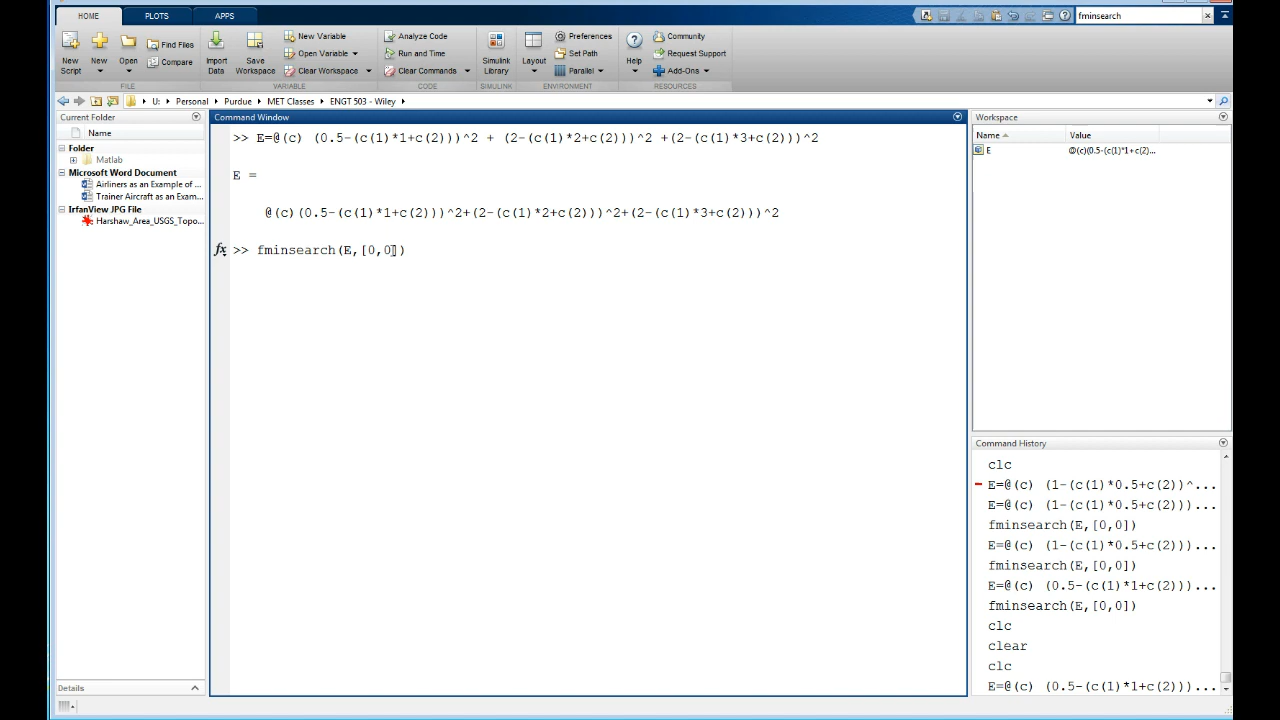 HOME
PLOTS
APPS
fminsearch
New Script
New
Open
Find Files
Compare
Import Data
Save Workspace
New Variable
Open Variable
Clear Workspace
Analyze Code
Run and Time
Clear Commands
Simulink Library
Layout
Preferences
Set Path
Parallel
Help
Community
Request Support
Add-Ons
FILE
VARIABLE
CODE
SIMULINK
ENVIRONMENT
RESOURCES
U:
Personal
Purdue
MET Classes
ENGT 503 - Wiley
Current Folder
Name
Folder
Matlab
Microsoft Word Document
Airliners as an Example of ...
Trainer Aircraft as an Exam...
IrfanView JPG File
Harshaw_Area_USGS_Topo...
Details
Command Window
>> E=@(c) (0.5-(c(1)*1+c(2)))^2 + (2-(c(1)*2+c(2)))^2 +(2-(c(1)*3+c(2)))^2
E =
@(c)(0.5-(c(1)*1+c(2)))^2+(2-(c(1)*2+c(2)))^2+(2-(c(1)*3+c(2)))^2
fx >> fminsearch(E,[0,0])
Workspace
Name Value
E @(c)(0.5-(c(1)*1+c(2)...
Command History
clc
E=@(c) (1-(c(1)*0.5+c(2))^...
E=@(c) (1-(c(1)*0.5+c(2)))...
fminsearch(E,[0,0])
E=@(c) (1-(c(1)*0.5+c(2)))...
fminsearch(E,[0,0])
E=@(c) (0.5-(c(1)*1+c(2)))...
fminsearch(E,[0,0])
clc
clear
clc
E=@(c) (0.5-(c(1)*1+c(2)))...